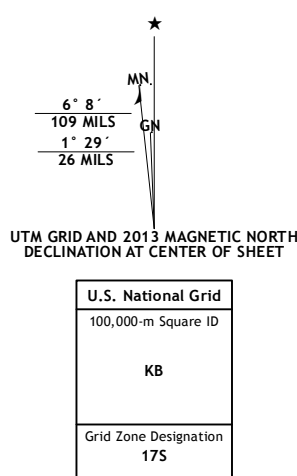 MN.
6° 8´
109 MILS
GN
1° 29´
26 MILS
UTM GRID AND 2013 MAGNETIC NORTH
DECLINATION AT CENTER OF SHEET
U.S. National Grid
100,000-m Square ID
KB
Grid Zone Designation
17S